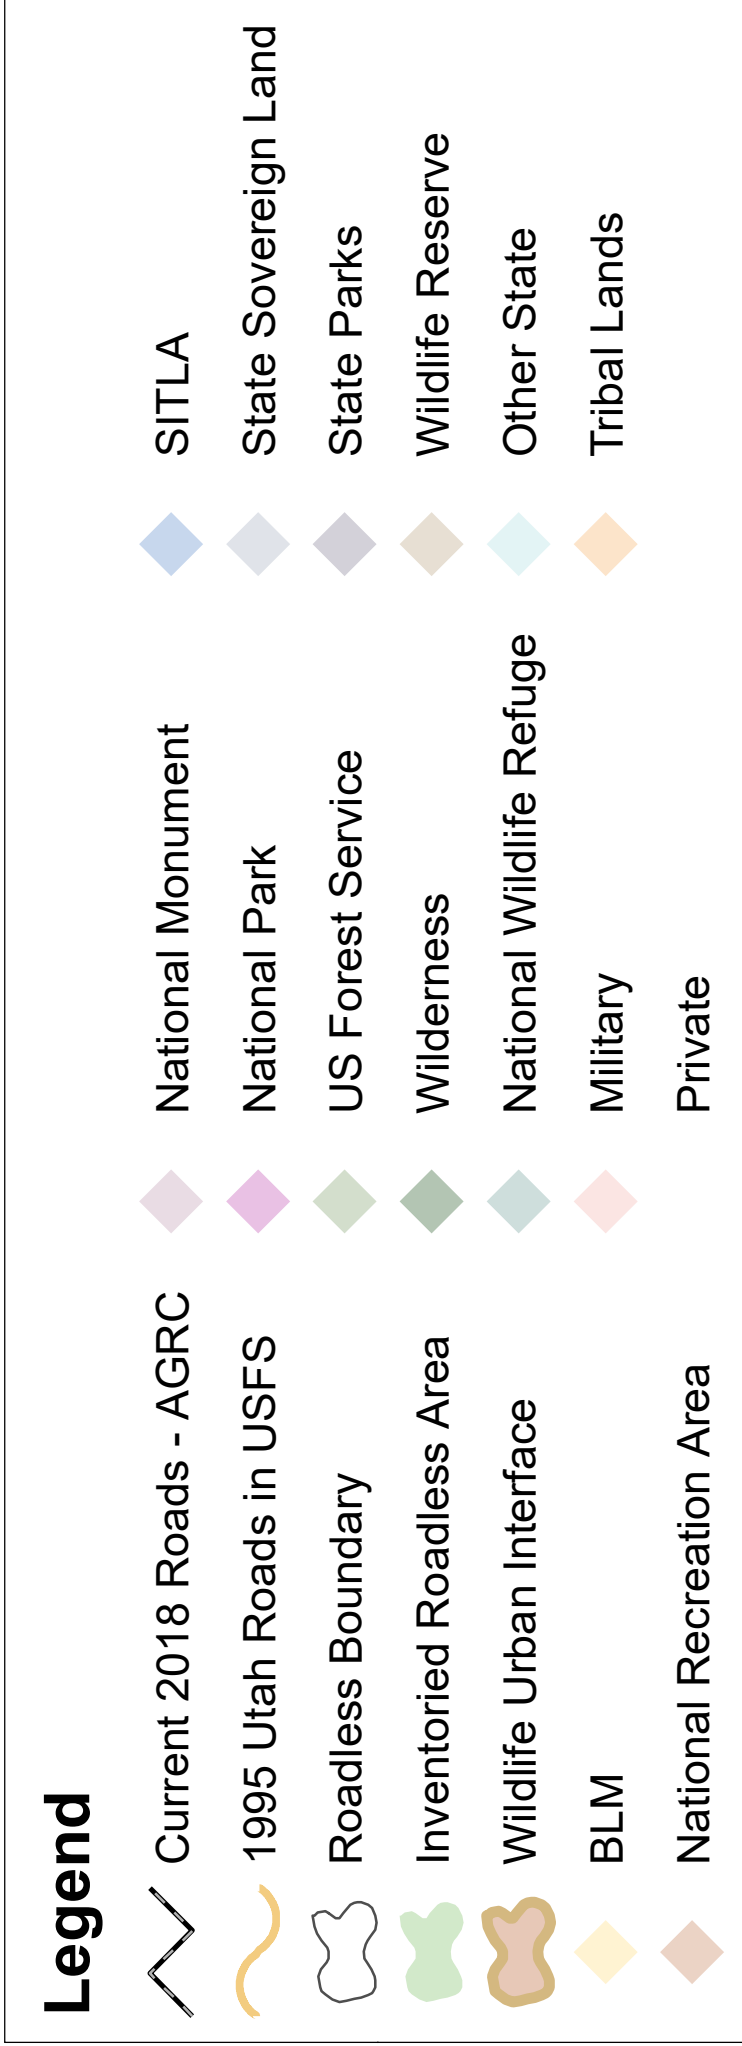 Legend
Current 2018 Roads - AGRC
1995 Utah Roads in USFS
Roadless Boundary
Inventoried Roadless Area
Wildlife Urban Interface
BLM
National Recreation Area
National Monument
National Park
US Forest Service
Wilderness
National Wildlife Refuge
Military
Private
SITLA
State Sovereign Land
State Parks
Wildlife Reserve
Other State
Tribal Lands